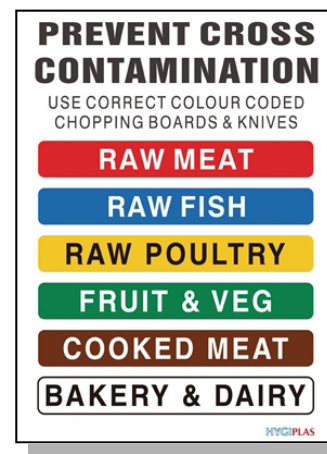 PREVENT CROSS
CONTAMINATION
USE CORRECT COLOUR CODED
CHOPPING BOARDS & KNIVES
RAW MEAT
RAW FISH
RAW POULTRY
FRUIT & VEG
COOKED MEAT
BAKERY & DAIRY
HYGIPLAS